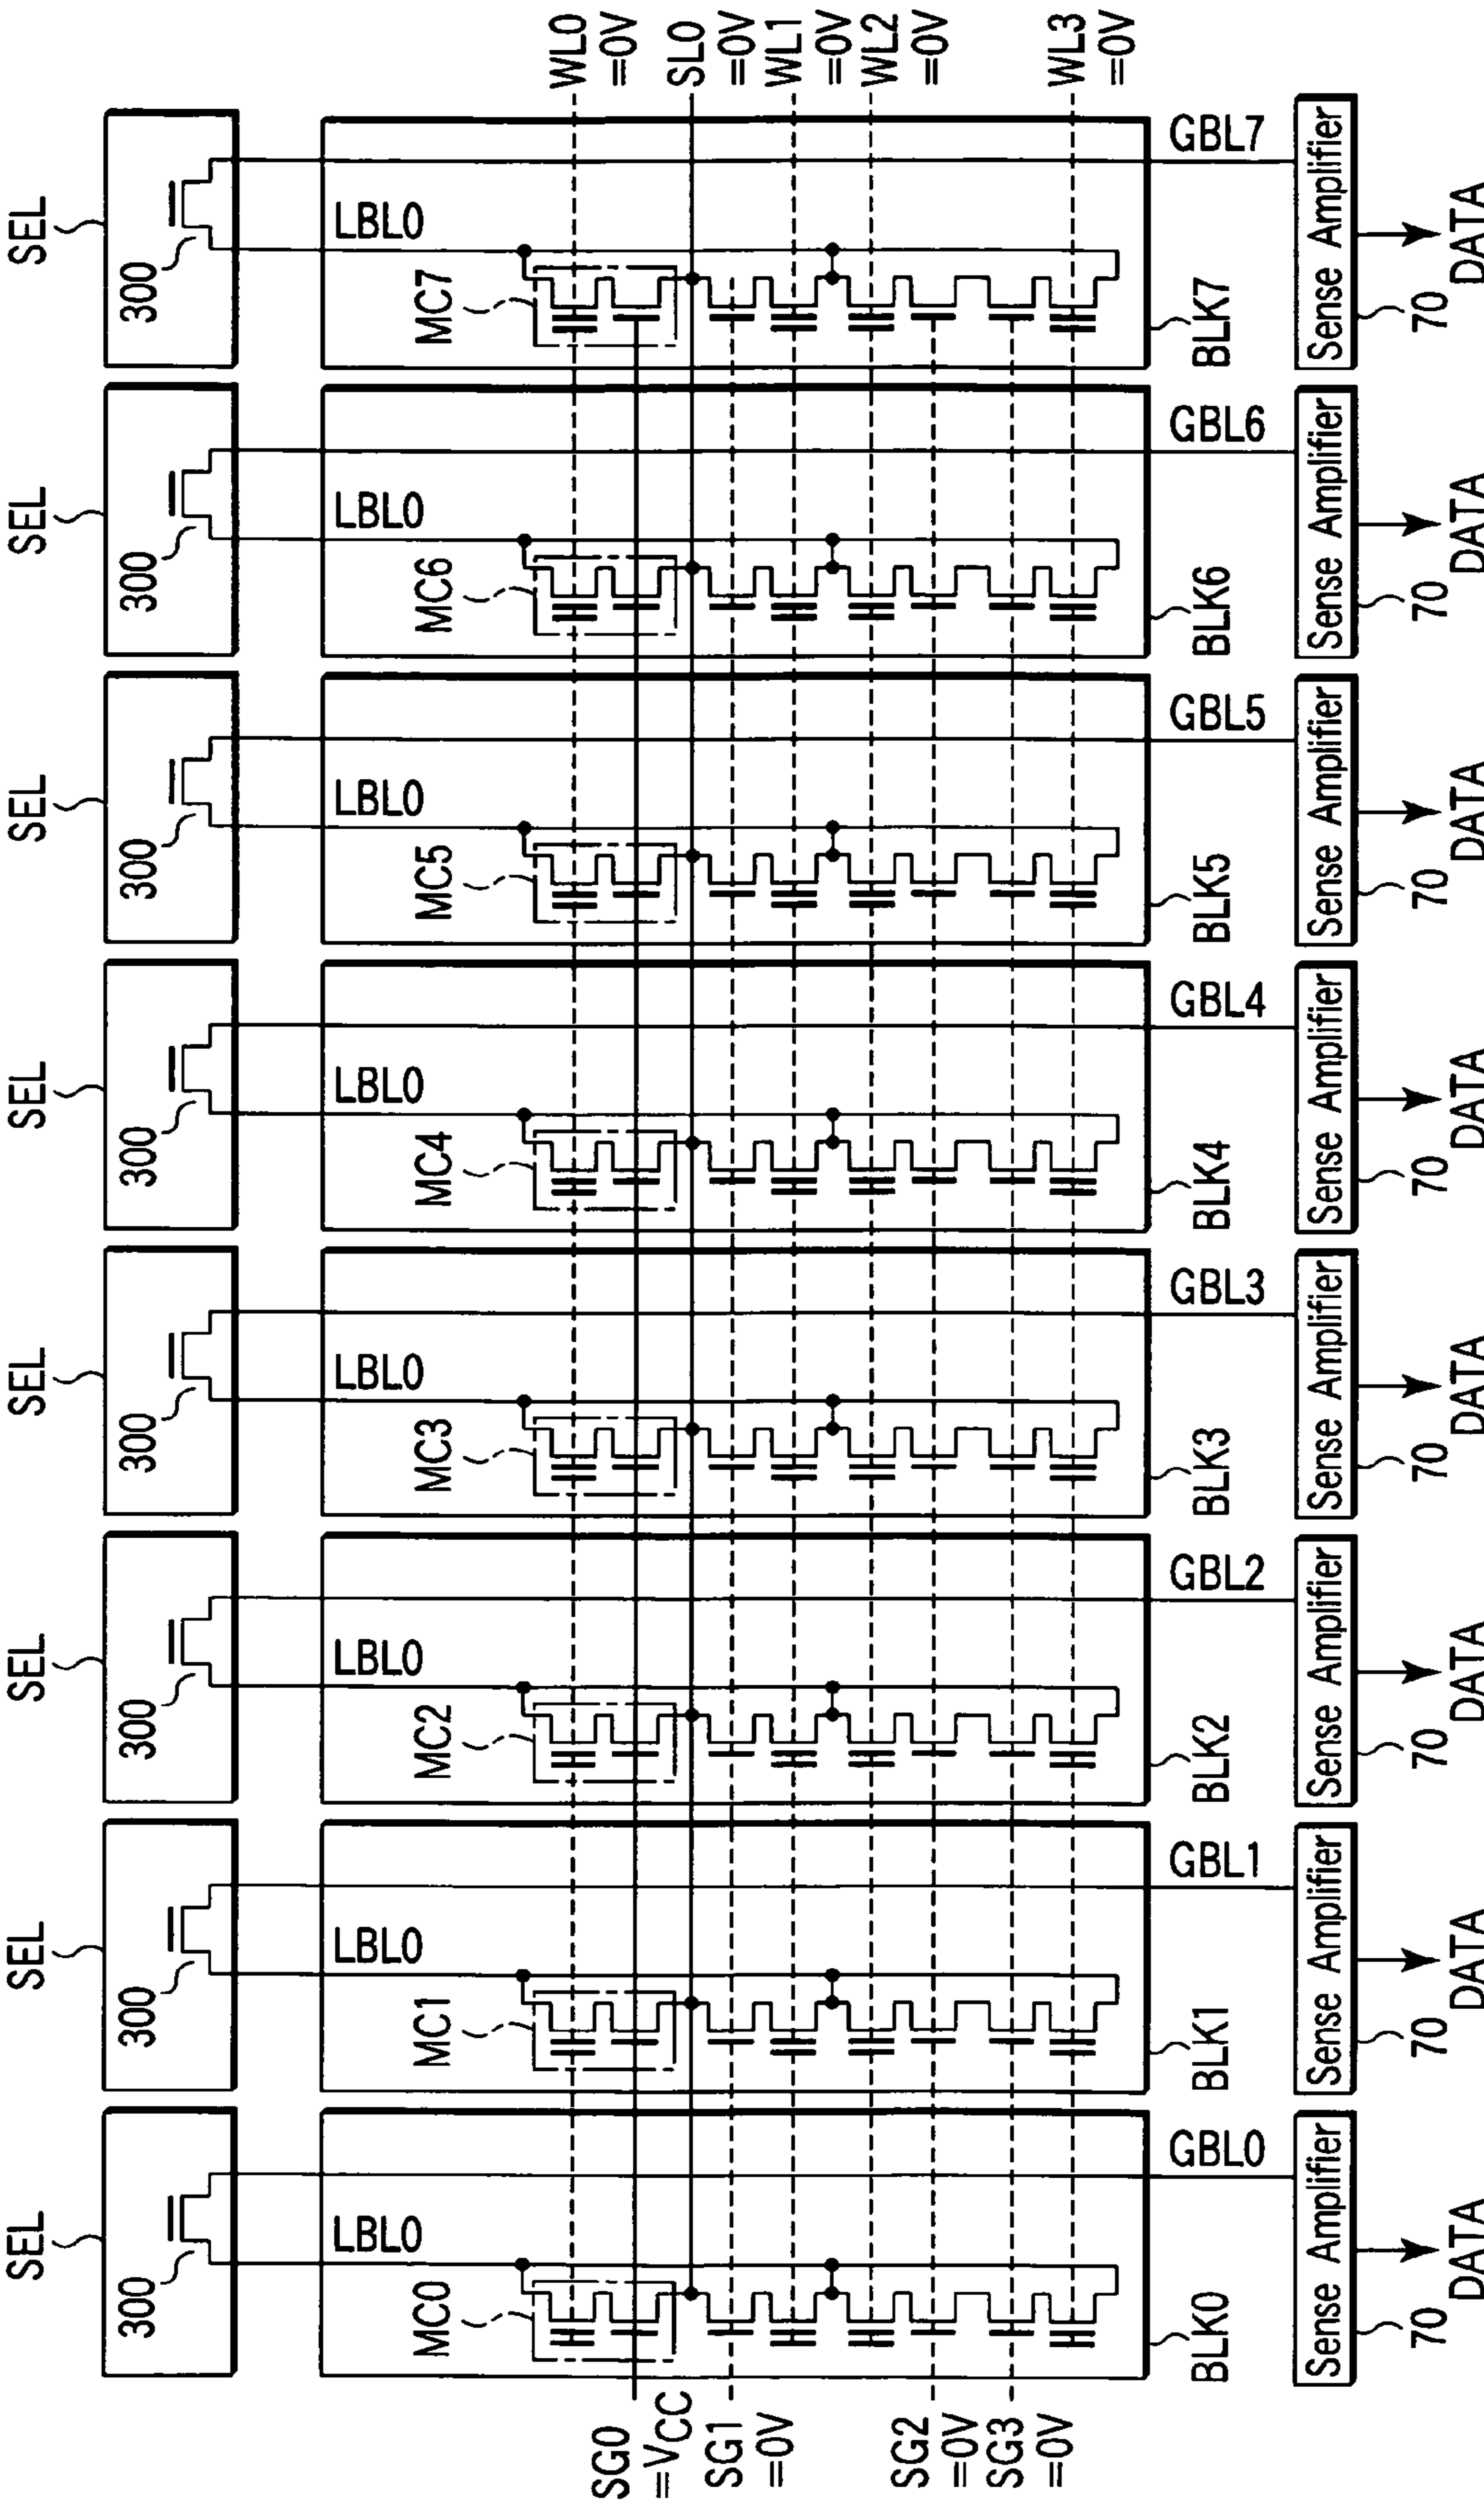 SEL SEL SEL SEL SEL SEL SEL SEL
300 300 300 300 300 300 300 300
LBL0 LBL0 LBL0 LBL0 LBL0 LBL0 LBL0 LBL0
MC0 MC1 MC2 MC3 MC4 MC5 MC6 MC7
WL0
=0V
SG0
=VCC
SL0
=0V
SG1
=0V
WL1
=0V
WL2
=0V
SG2
=0V
SG3
=0V
WL3
=0V
BLK0 GBL0 BLK1 GBL1 BLK2 GBL2 BLK3 GBL3 BLK4 GBL4 BLK5 GBL5 BLK6 GBL6 BLK7 GBL7
Sense Amplifier Sense Amplifier Sense Amplifier Sense Amplifier Sense Amplifier Sense Amplifier Sense Amplifier Sense Amplifier
70 70 70 70 70 70 70 70
DATA DATA DATA DATA DATA DATA DATA DATA